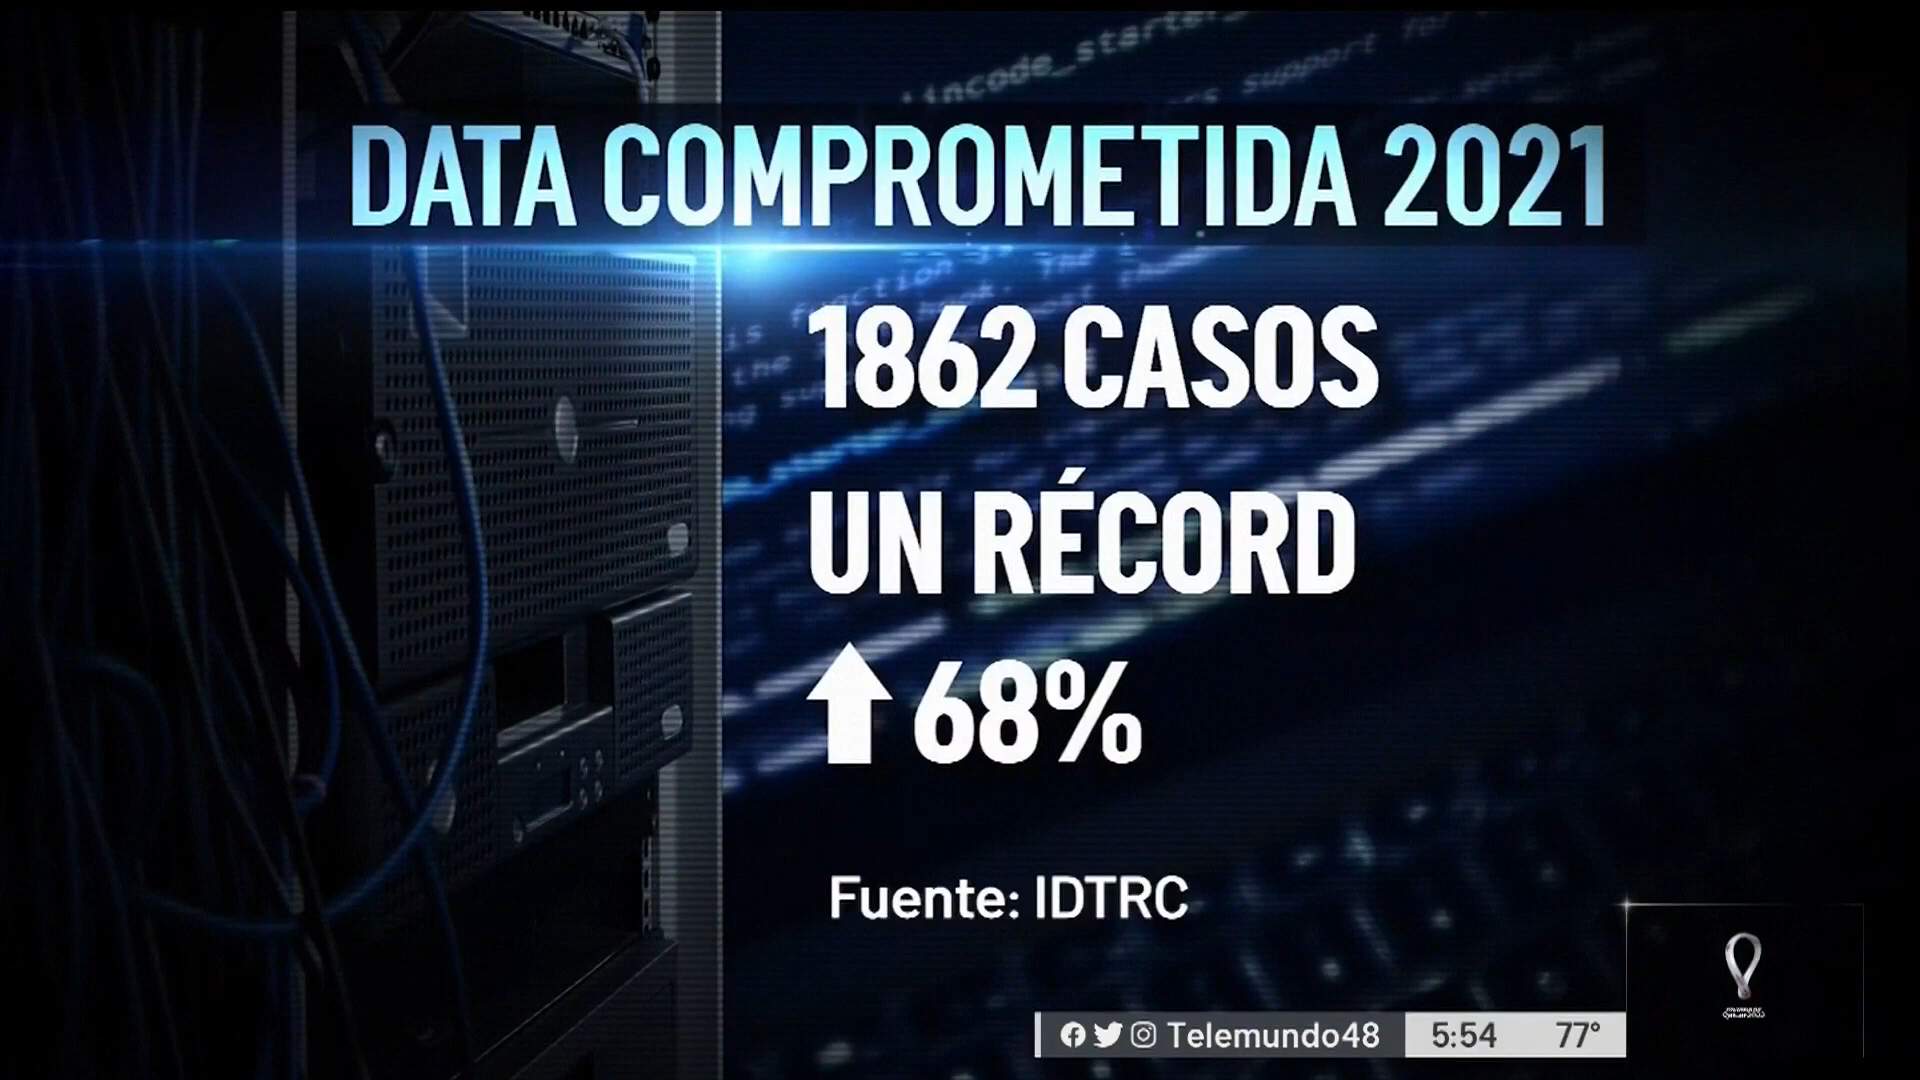 DATA COMPROMETIDA 2021
1862 CASOS
UN RÉCORD
68%
Fuente: IDTRC
Telemundo48 5:54 77°